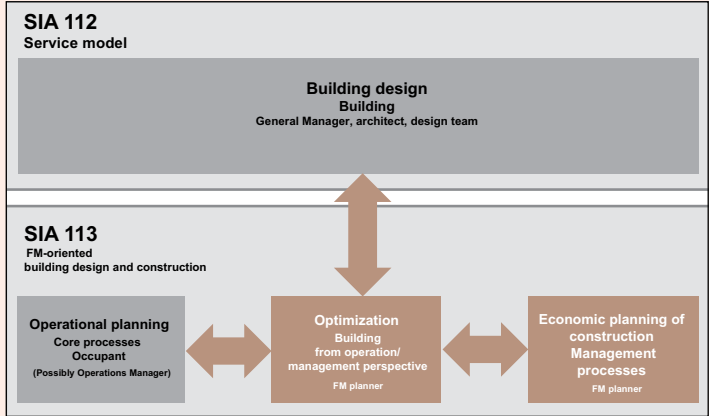 SIA 112
Service model
Building design
Building
General Manager, architect, design team
SIA 113
FM-oriented
building design and construction
Operational planning
Core processes
Occupant
(Possibly Operations Manager)
Optimization
Building
from operation/
management perspective
FM planner
Economic planning of
construction
Management
processes
FM planner